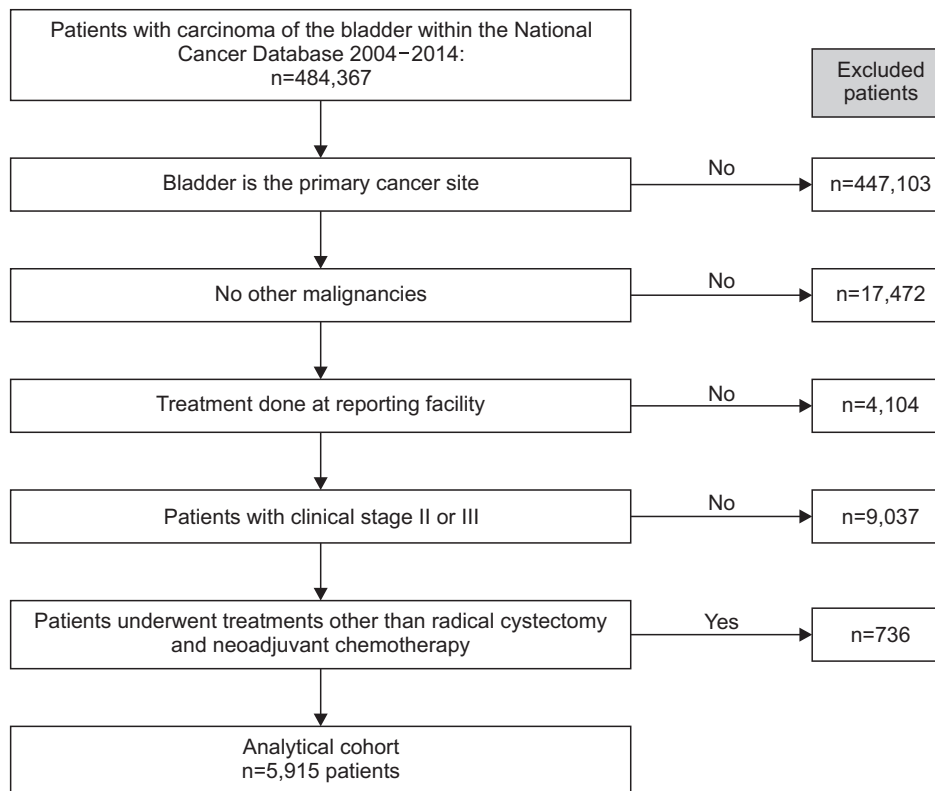 Patients with carcinoma of the bladder within the National
Cancer Database 2004−2014:
n=484,367
Excluded
patients
Bladder is the primary cancer site
No
n=447,103
No other malignancies
No
n=17,472
Treatment done at reporting facility
No
n=4,104
Patients with clinical stage II or III
No
n=9,037
Patients underwent treatments other than radical cystectomy
and neoadjuvant chemotherapy
Yes
n=736
Analytical cohort
n=5,915 patients